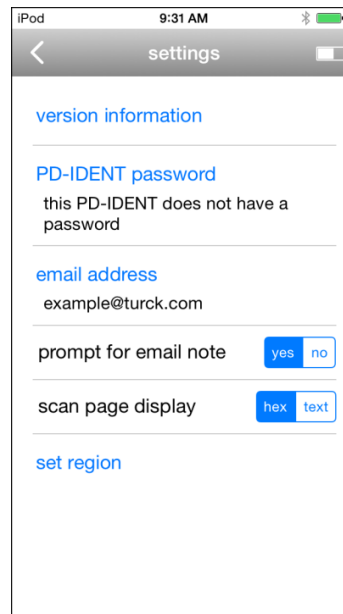 iPod 9:31 AM
settings
version information
PD-IDENT password
this PD-IDENT does not have a
password
email address
example@turck.com
prompt for email note yes no
scan page display hex text
set region